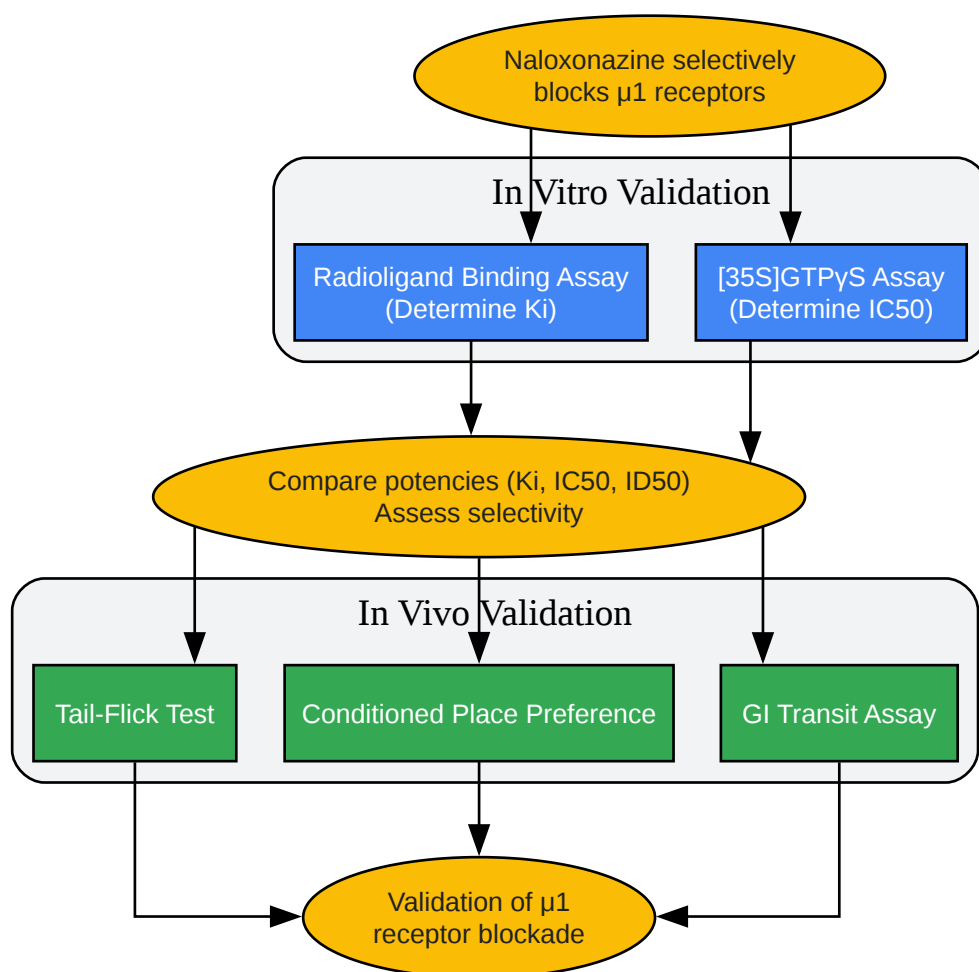 Naloxonazine selectively
blocks μ1 receptors
In Vitro Validation
Radioligand Binding Assay
(Determine Ki)
[35S]GTPγS Assay
(Determine IC50)
Compare potencies (Ki, IC50, ID50)
Assess selectivity
In Vivo Validation
Tail-Flick Test
Conditioned Place Preference
GI Transit Assay
Validation of μ1
receptor blockade